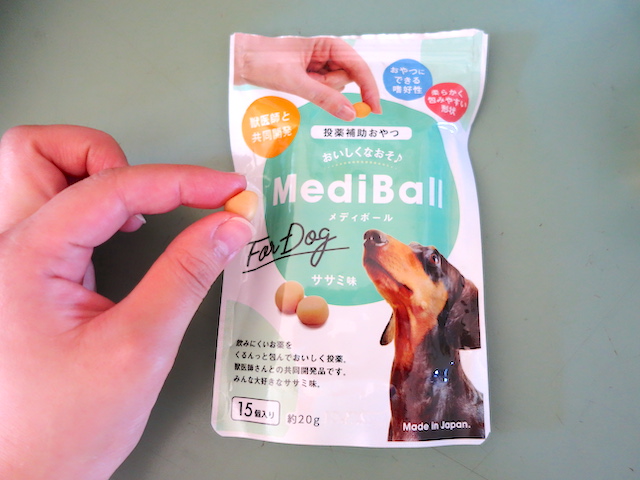 おやつに
できる
嗜好性
柔らかく
包みやすい
形状
獣医師と
共同開発
投薬補助おやつ
おいしくなおそ♪
MediBall
メディボール
For Dog
ササミ味
飲みにくいお薬を
くるんっと包んでおいしく投薬。
獣医師さんとの共同開発品です。
みんな大好きなササミ味。
15個入り 約20g
Made in Japan.